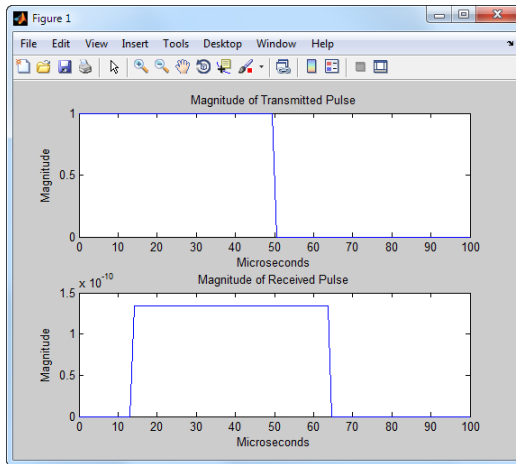 Figure 1
File Edit View Insert Tools Desktop Window Help
Magnitude of Transmitted Pulse
1
0.5
0
Magnitude
0 10 20 30 40 50 60 70 80 90 100
Microseconds
x 10^-10
Magnitude of Received Pulse
1.5
1
0.5
0
Magnitude
0 10 20 30 40 50 60 70 80 90 100
Microseconds